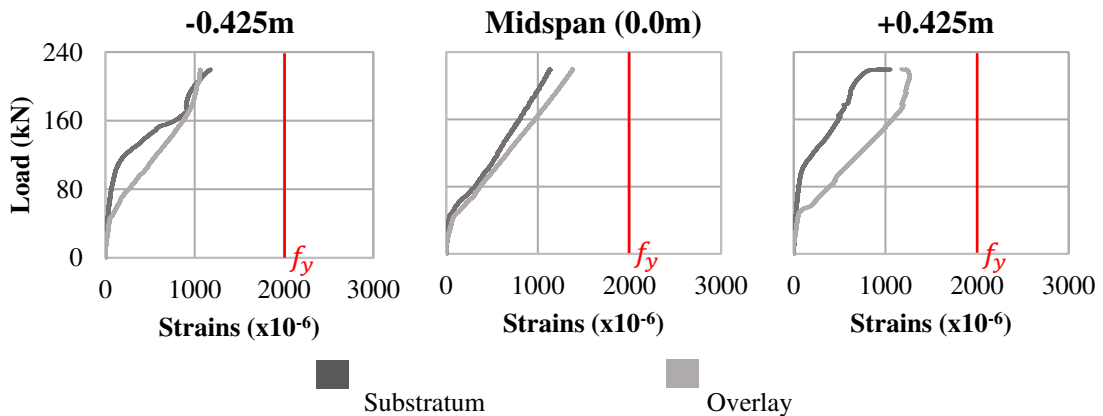 -0.425m
Midspan (0.0m)
+0.425m
Load (kN)
240
160
80
0
f_y
f_y
f_y
0 1000 2000 3000
0 1000 2000 3000
0 1000 2000 3000
Strains (x10⁻⁶)
Strains (x10⁻⁶)
Strains (x10⁻⁶)
Substratum
Overlay